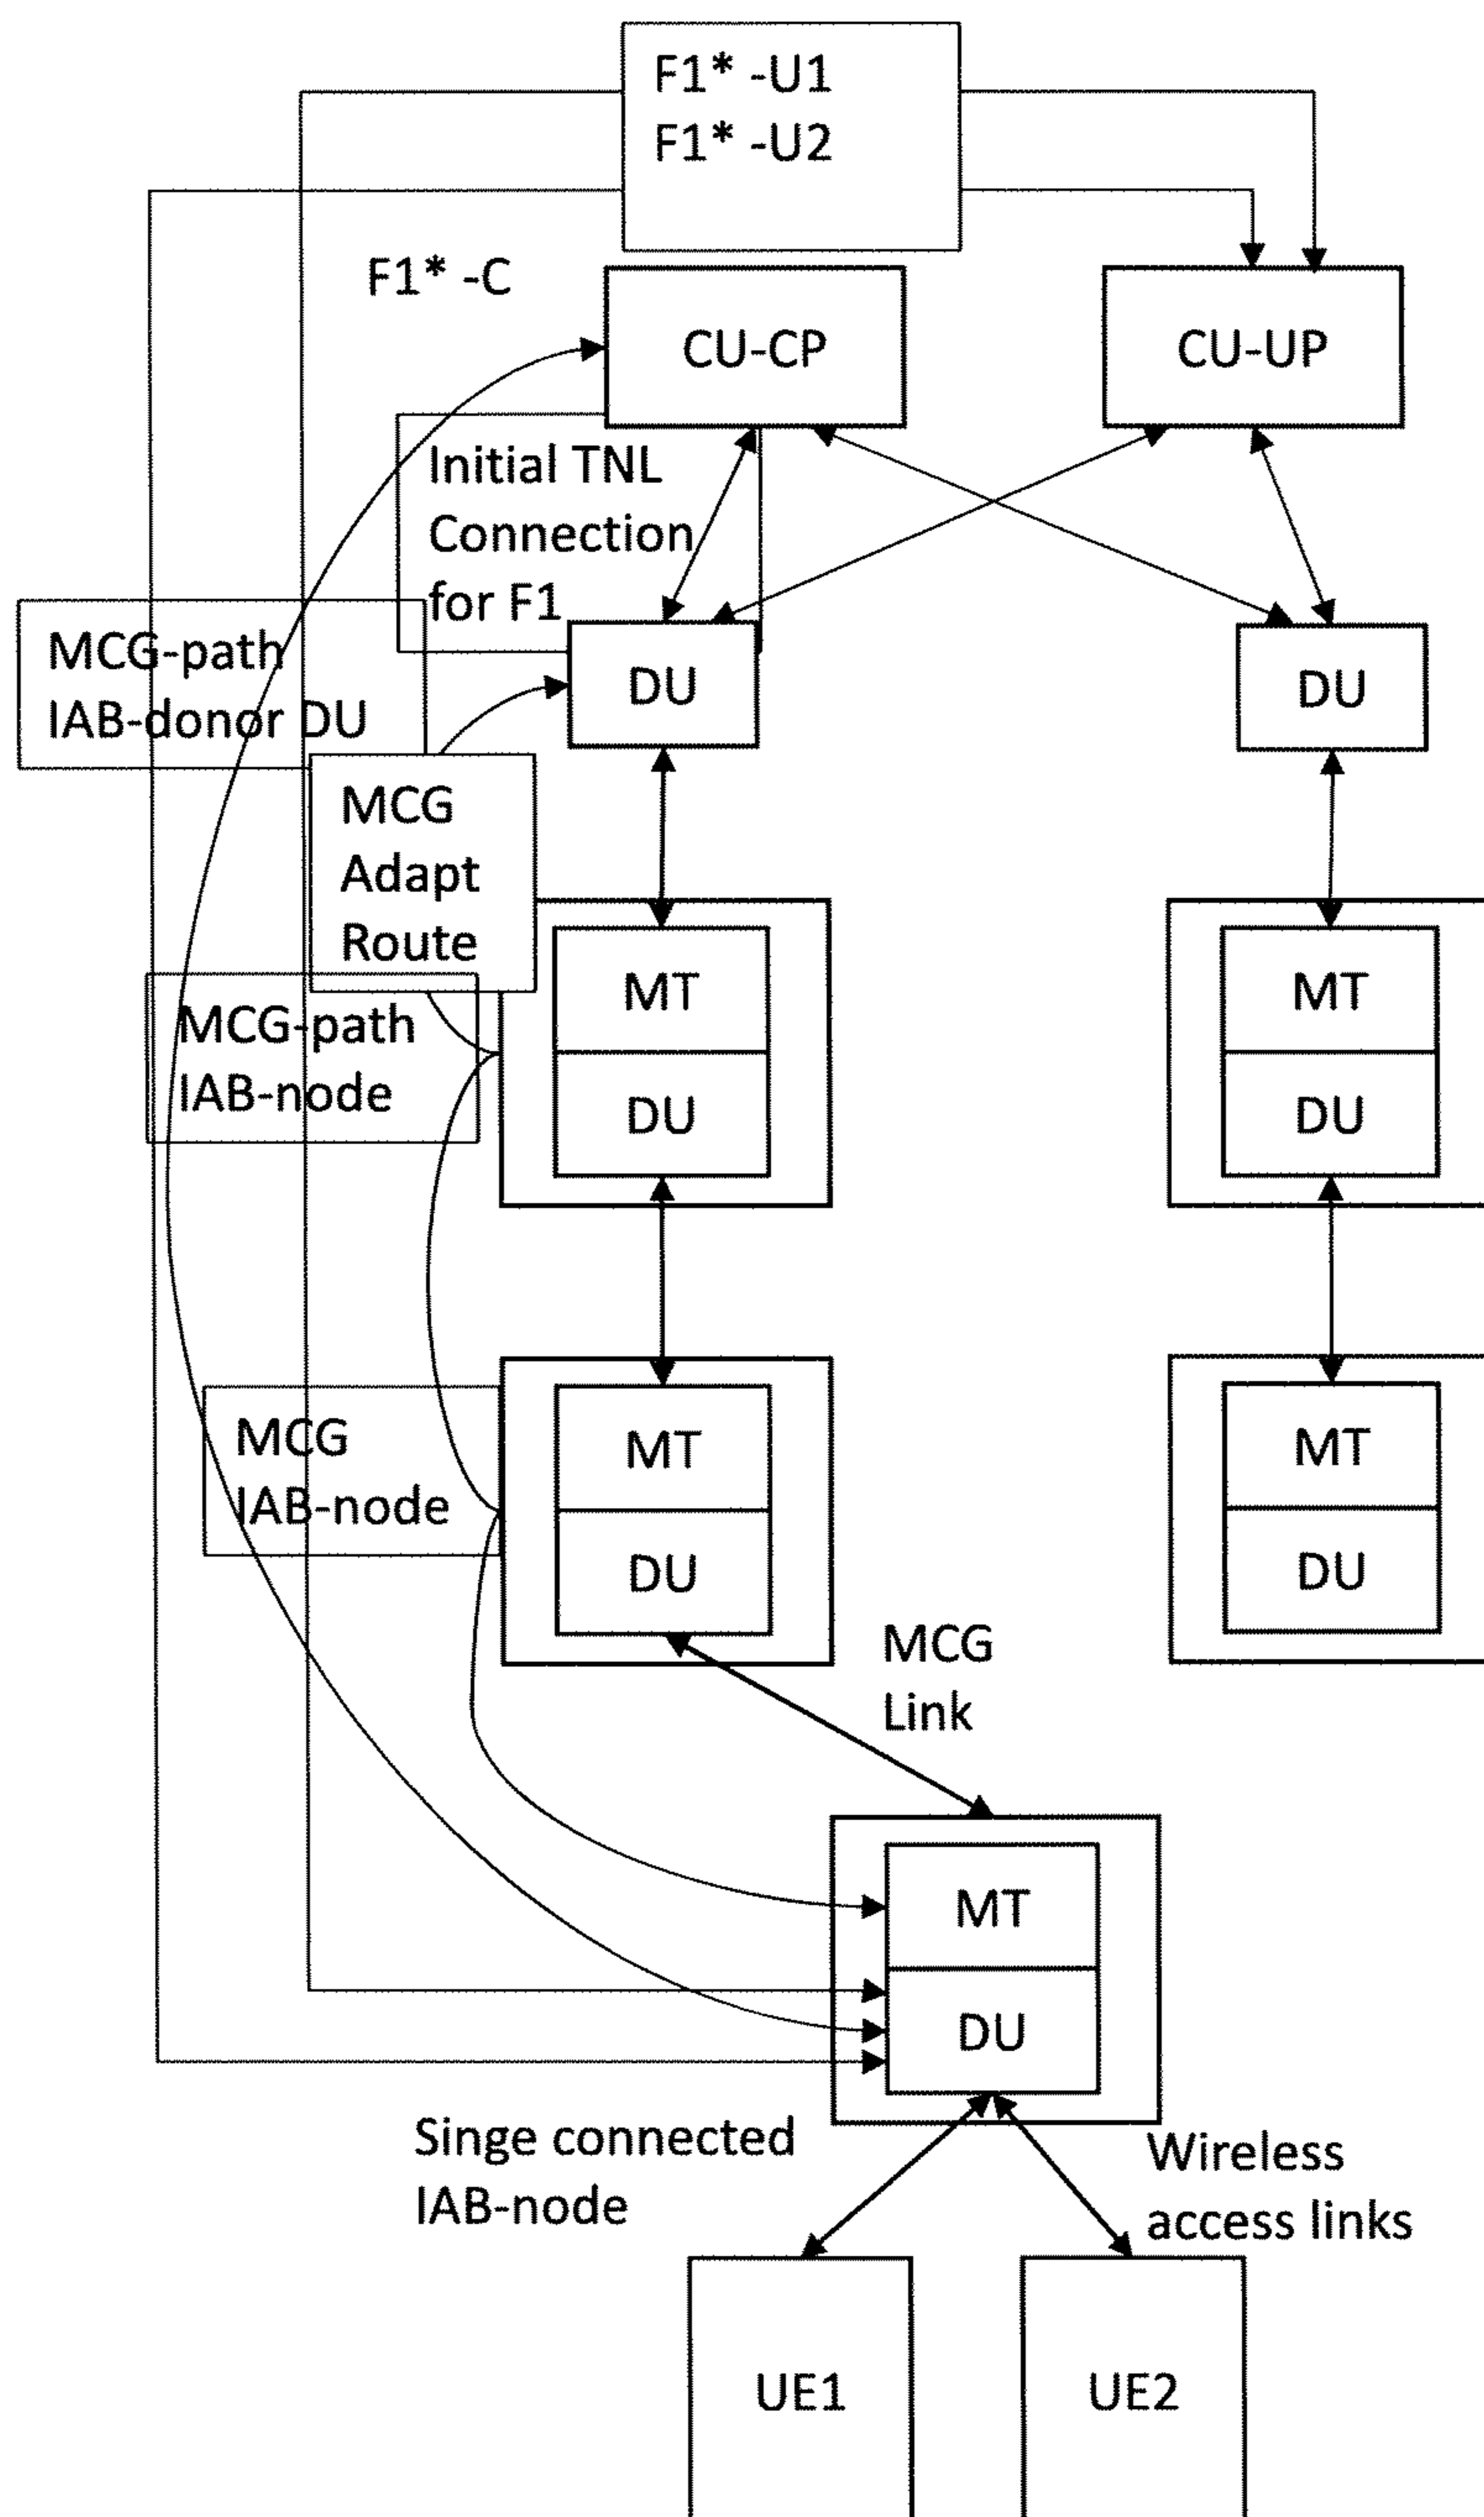 F1* -U1
F1* -U2
F1* -C
CU-CP
CU-UP
Initial TNL
Connection
for F1
MCG-path
IAB-donor DU
DU
DU
MCG
Adapt
Route
MT
MT
MCG-path
IAB-node
DU
DU
MCG
IAB-node
MT
MT
DU
DU
MCG
Link
MT
DU
Singe connected
IAB-node
Wireless
access links
UE1
UE2